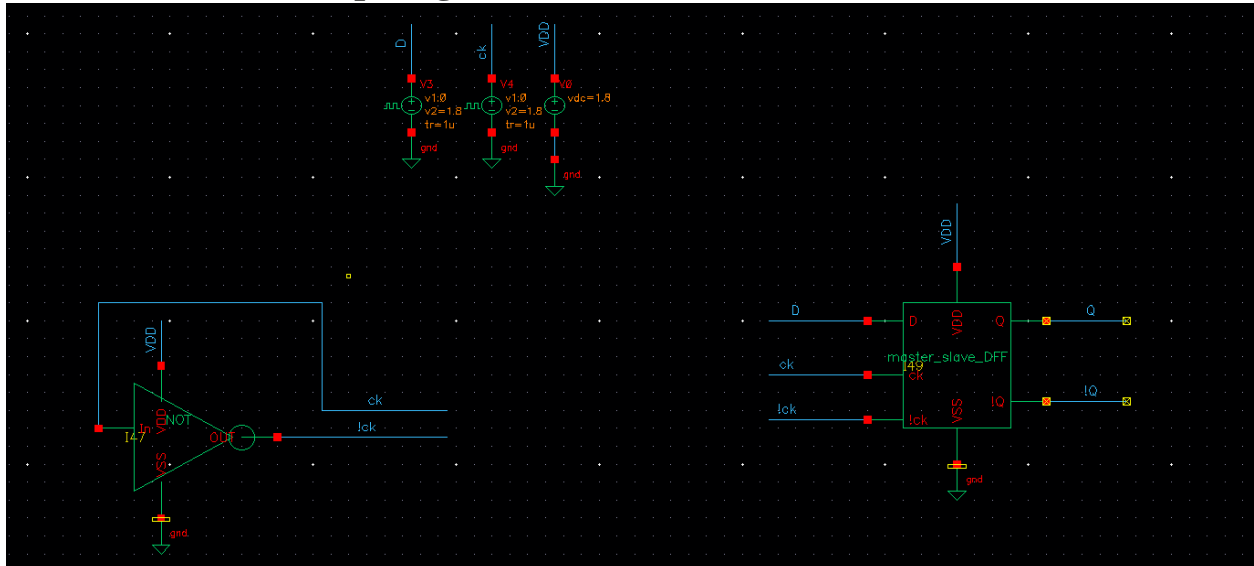 D
ck
VDD
V3
v1:0
v2=1.8
tr=1u
gnd
V4
v1:0
v2=1.8
tr=1u
gnd
V0
vdc=1.8
gnd
VDD
VDD
NOT
In
I47
OUT
VSS
gnd
ck
!ck
VDD
D
ck
!ck
D
VDD
Q
master_slave_DFF
I49
ck
!ck
VSS
!Q
gnd
Q
!Q